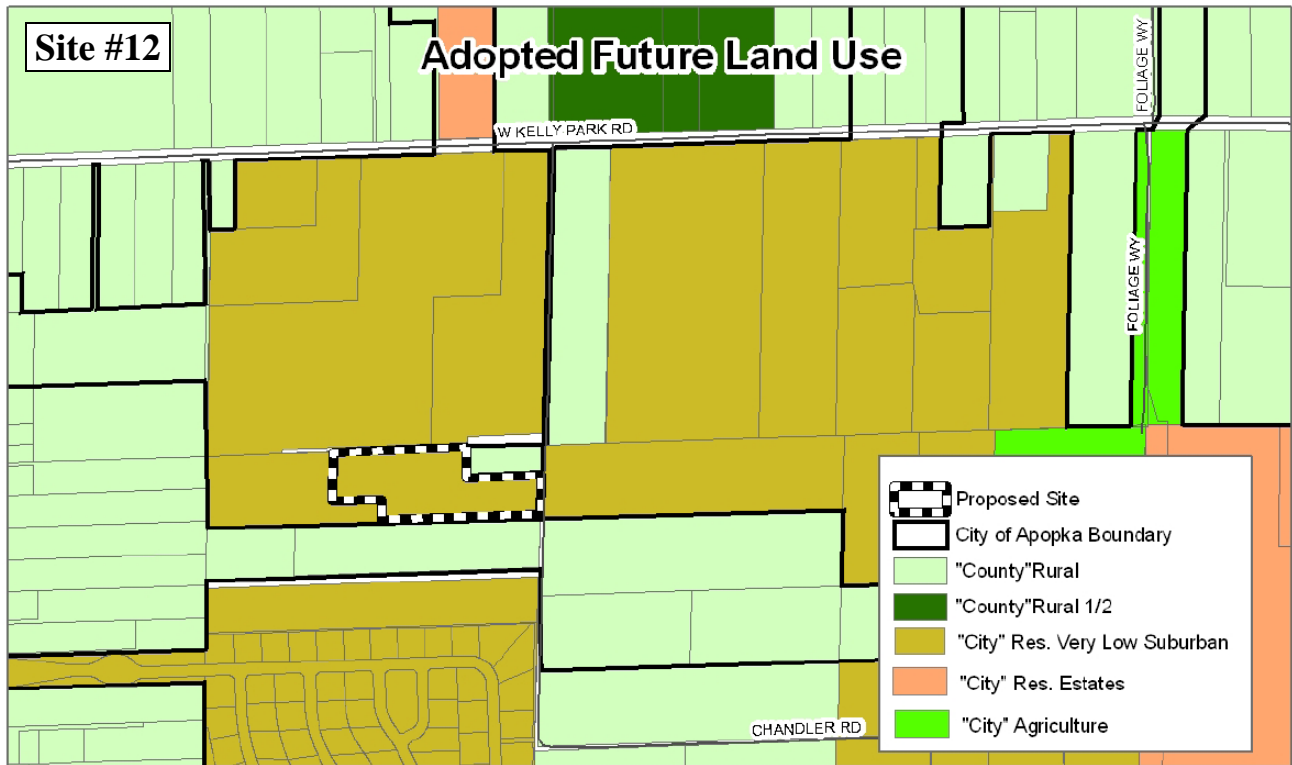 Site #12
Adopted Future Land Use
FOLIAGE WY
W KELLY PARK RD
FOLIAGE WY
Proposed Site
City of Apopka Boundary
"County"Rural
"County"Rural 1/2
"City" Res. Very Low Suburban
"City" Res. Estates
"City" Agriculture
CHANDLER RD